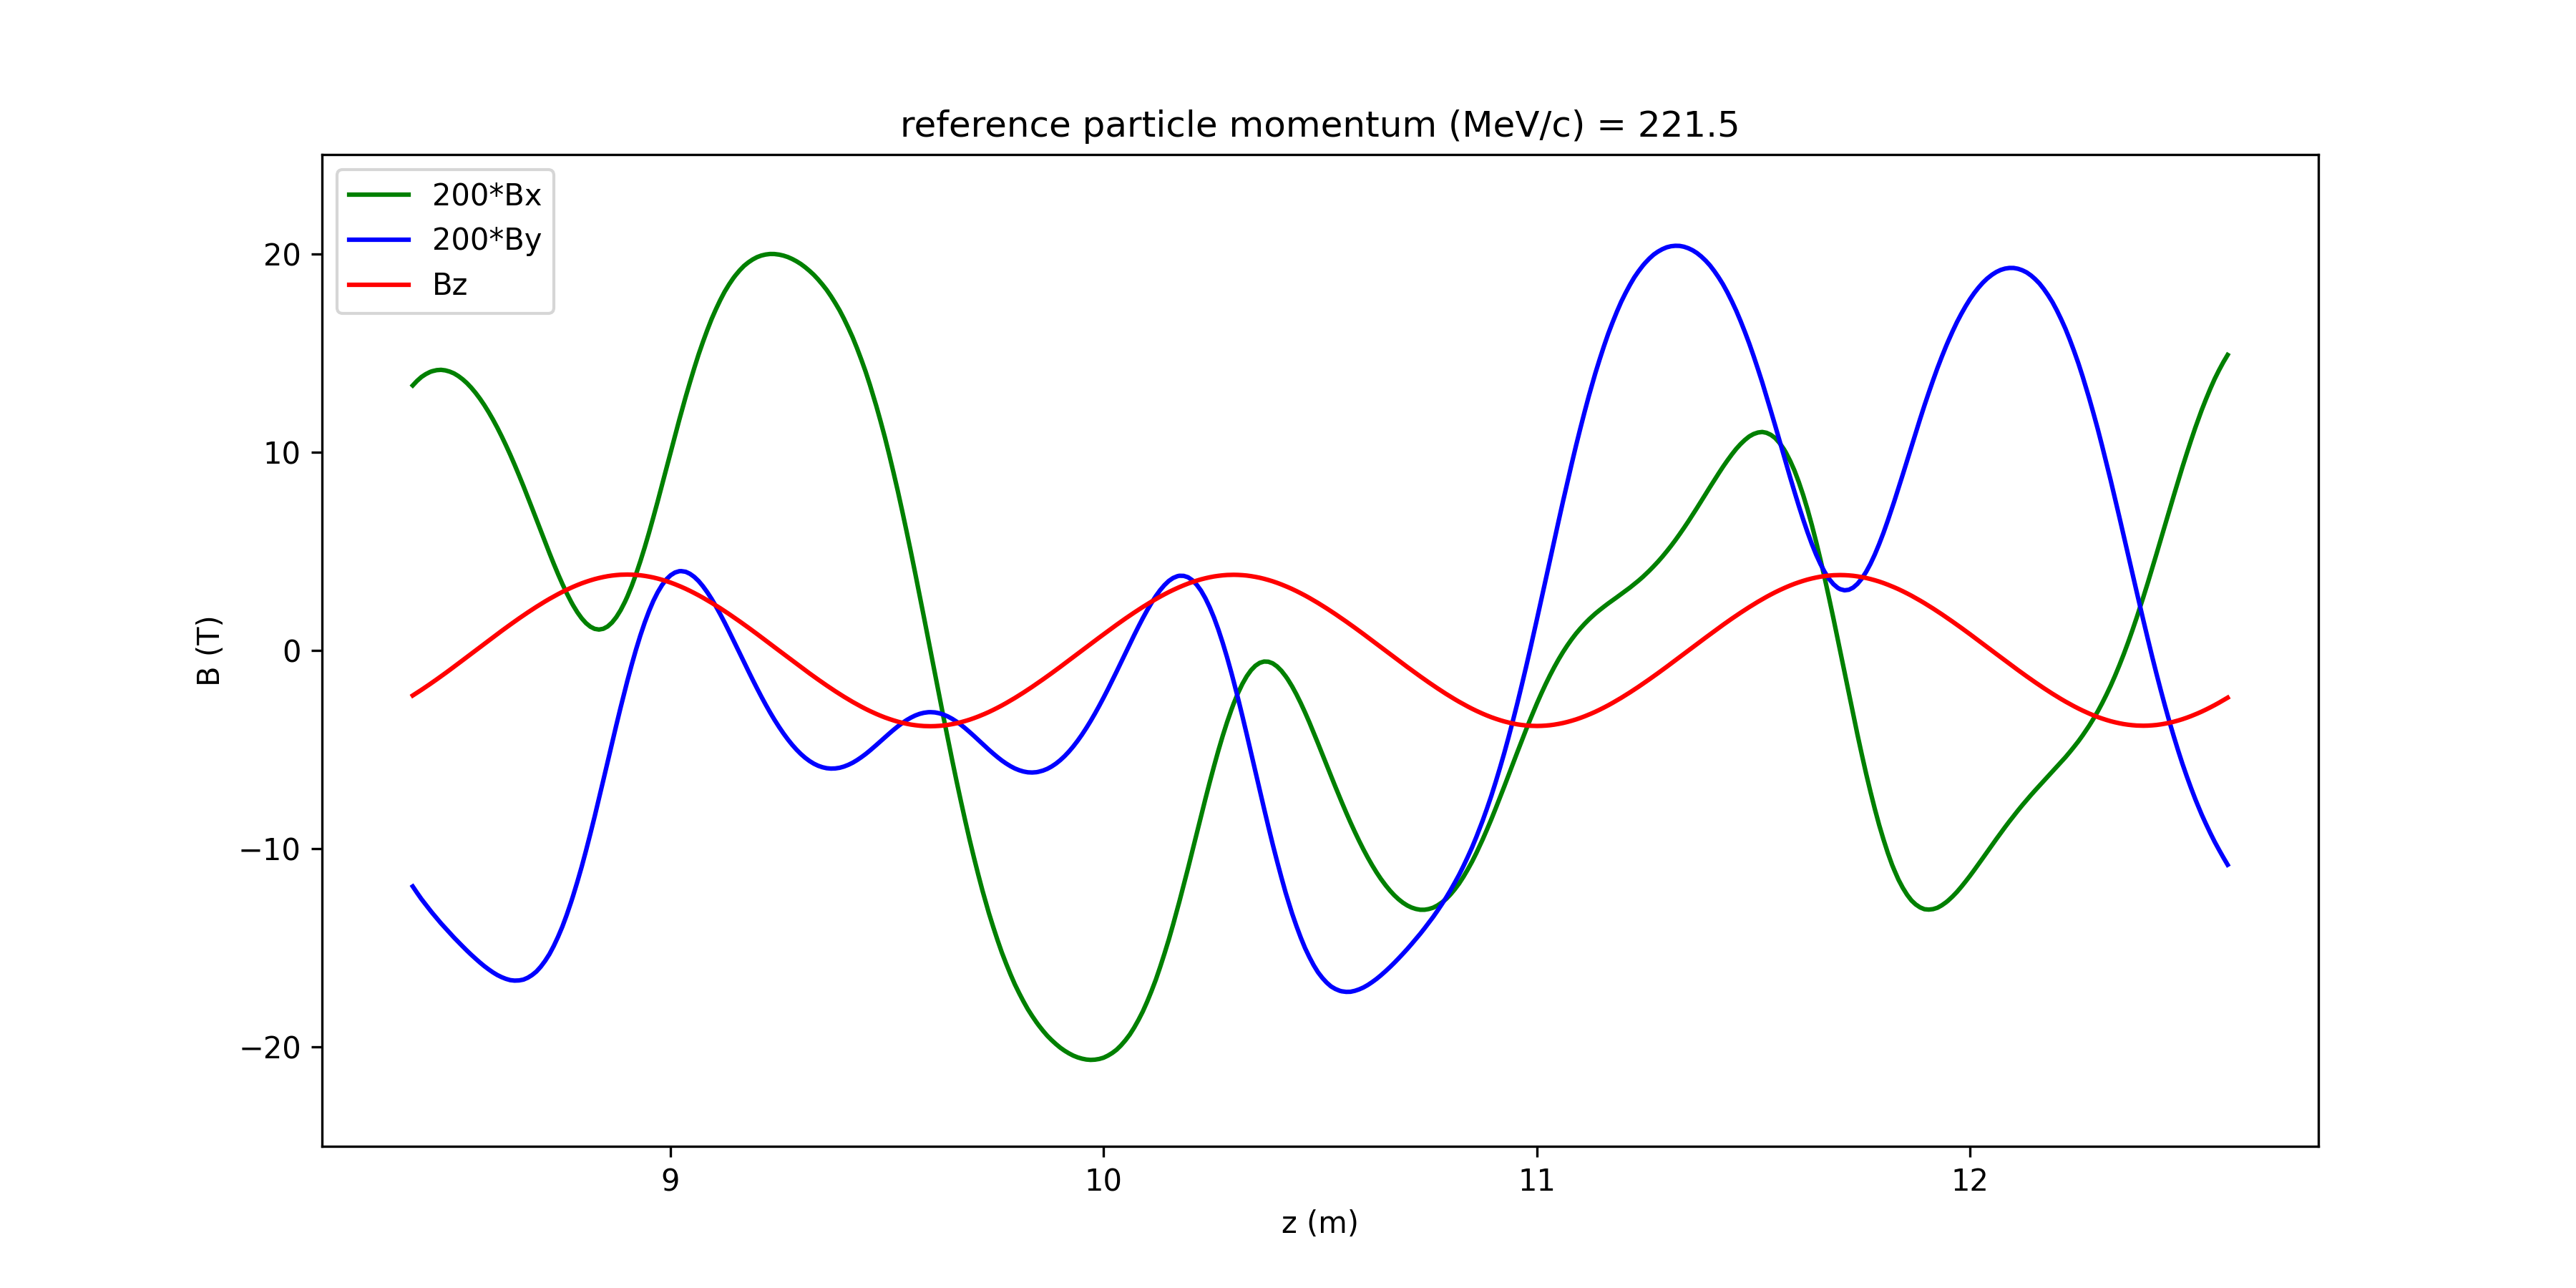 reference particle momentum (MeV/c) = 221.5
200*Bx
200*By
Bz
20
10
0
−10
−20
B (T)
9
10
11
12
z (m)